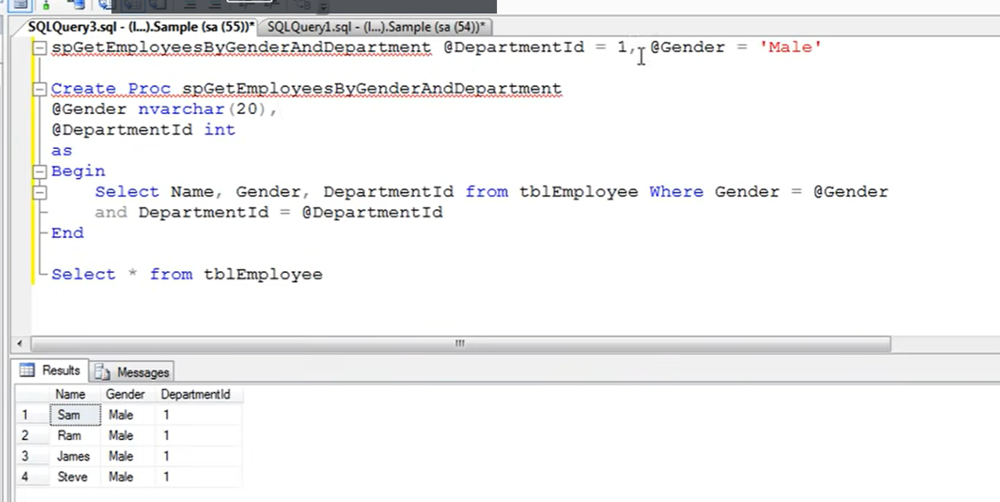 SQLQuery3.sql - (l...).Sample (sa (55))* SQLQuery1.sql - (l...).Sample (sa (54))*
spGetEmployeesByGenderAndDepartment @DepartmentId = 1, @Gender = 'Male'
Create Proc spGetEmployeesByGenderAndDepartment
@Gender nvarchar(20),
@DepartmentId int
as
Begin
Select Name, Gender, DepartmentId from tblEmployee Where Gender = @Gender
and DepartmentId = @DepartmentId
End
Select * from tblEmployee
Results Messages
Name Gender DepartmentId
1 Sam Male 1
2 Ram Male 1
3 James Male 1
4 Steve Male 1